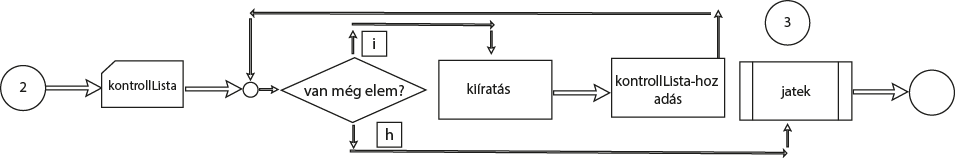 2
kontrollLista
van még elem?
i
h
kiíratás
kontrollLista-hoz
adás
3
jatek